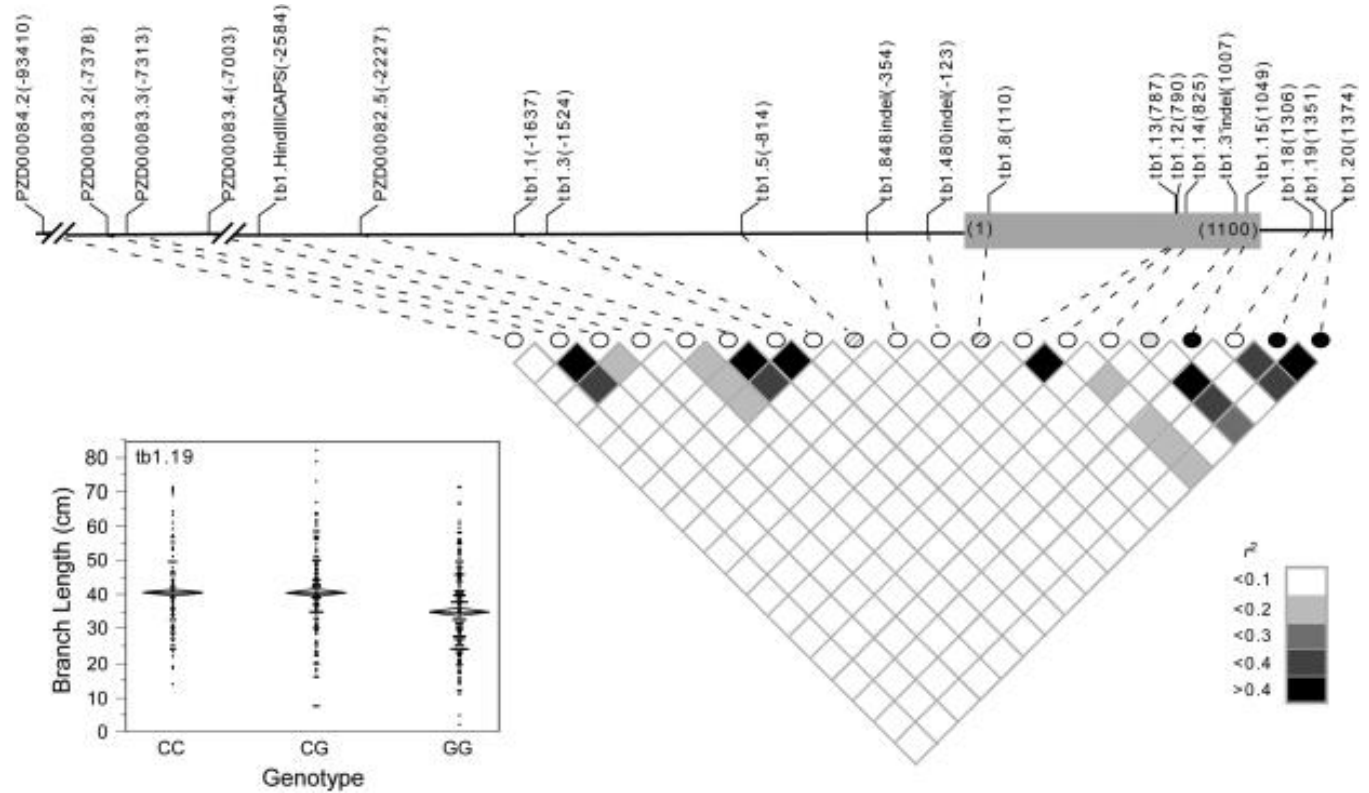 PZD00084.2(-93410)
PZD00083.2(-7378)
PZD00083.3(-7313)
PZD00083.4(-7003)
tb1.HindIIICAPS(-2584)
PZD00082.5(-2227)
tb1.1(-1637)
tb1.3(-1524)
tb1.5(-814)
tb1.848indel(-354)
tb1.480indel(-123)
tb1.8(110)
tb1.13(787)
tb1.12(790)
tb1.14(825)
tb1.3'indel(1007)
tb1.15(1049)
tb1.18(1306)
tb1.19(1351)
tb1.20(1374)
(1)
(1100)
tb1.19
Branch Length (cm)
80
70
60
50
40
30
20
10
0
CC
CG
GG
Genotype
r²
<0.1
<0.2
<0.3
<0.4
>0.4